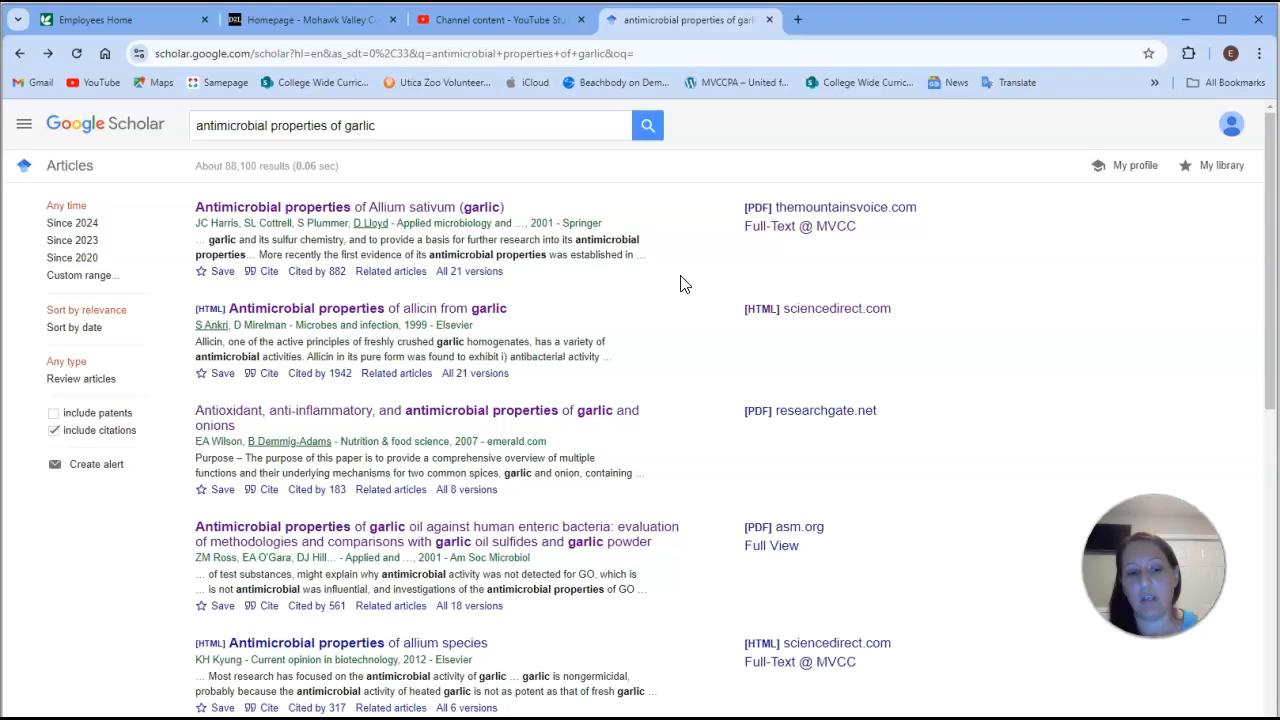 Employees Home
D2L Homepage - Mohawk Valley Co
Channel content - YouTube Stu
antimicrobial properties of garl
scholar.google.com/scholar?hl=en&as_sdt=0%2C33&q=antimicrobial+properties+of+garlic&oq=
E
Gmail YouTube Maps Samepage College Wide Curric... Utica Zoo Volunteer... iCloud Beachbody on Dem... MVCCPA – United f... College Wide Curric... News Translate » All Bookmarks
Google Scholar
antimicrobial properties of garlic
Articles
About 88,100 results (0.06 sec)
My profile My library
Any time
Since 2024
Since 2023
Since 2020
Custom range...
Sort by relevance
Sort by date
Any type
Review articles
include patents
include citations
Create alert
Antimicrobial properties of Allium sativum (garlic)
JC Harris, SL Cottrell, S Plummer, D Lloyd - Applied microbiology and …, 2001 - Springer
… garlic and its sulfur chemistry, and to provide a basis for further research into its antimicrobial
properties… More recently the first evidence of its antimicrobial properties was established in …
Save Cite Cited by 882 Related articles All 21 versions
[PDF] themountainsvoice.com
Full-Text @ MVCC
[HTML] Antimicrobial properties of allicin from garlic
S Ankri, D Mirelman - Microbes and infection, 1999 - Elsevier
Allicin, one of the active principles of freshly crushed garlic homogenates, has a variety of
antimicrobial activities. Allicin in its pure form was found to exhibit i) antibacterial activity …
Save Cite Cited by 1942 Related articles All 21 versions
[HTML] sciencedirect.com
Antioxidant, anti-inflammatory, and antimicrobial properties of garlic and
onions
EA Wilson, B Demmig-Adams - Nutrition & food science, 2007 - emerald.com
Purpose – The purpose of this paper is to provide a comprehensive overview of multiple
functions and their underlying mechanisms for two common spices, garlic and onion, containing …
Save Cite Cited by 183 Related articles All 8 versions
[PDF] researchgate.net
Antimicrobial properties of garlic oil against human enteric bacteria: evaluation
of methodologies and comparisons with garlic oil sulfides and garlic powder
ZM Ross, EA O'Gara, DJ Hill… - Applied and …, 2001 - Am Soc Microbiol
… of test substances, might explain why antimicrobial activity was not detected for GO, which is
… is not antimicrobial was influential, and investigations of the antimicrobial properties of GO …
Save Cite Cited by 561 Related articles All 18 versions
[PDF] asm.org
Full View
[HTML] Antimicrobial properties of allium species
KH Kyung - Current opinion in biotechnology, 2012 - Elsevier
… Most research has focused on the antimicrobial activity of garlic … garlic is nongermicidal,
probably because the antimicrobial activity of heated garlic is not as potent as that of fresh garlic …
Save Cite Cited by 317 Related articles All 6 versions
[HTML] sciencedirect.com
Full-Text @ MVCC